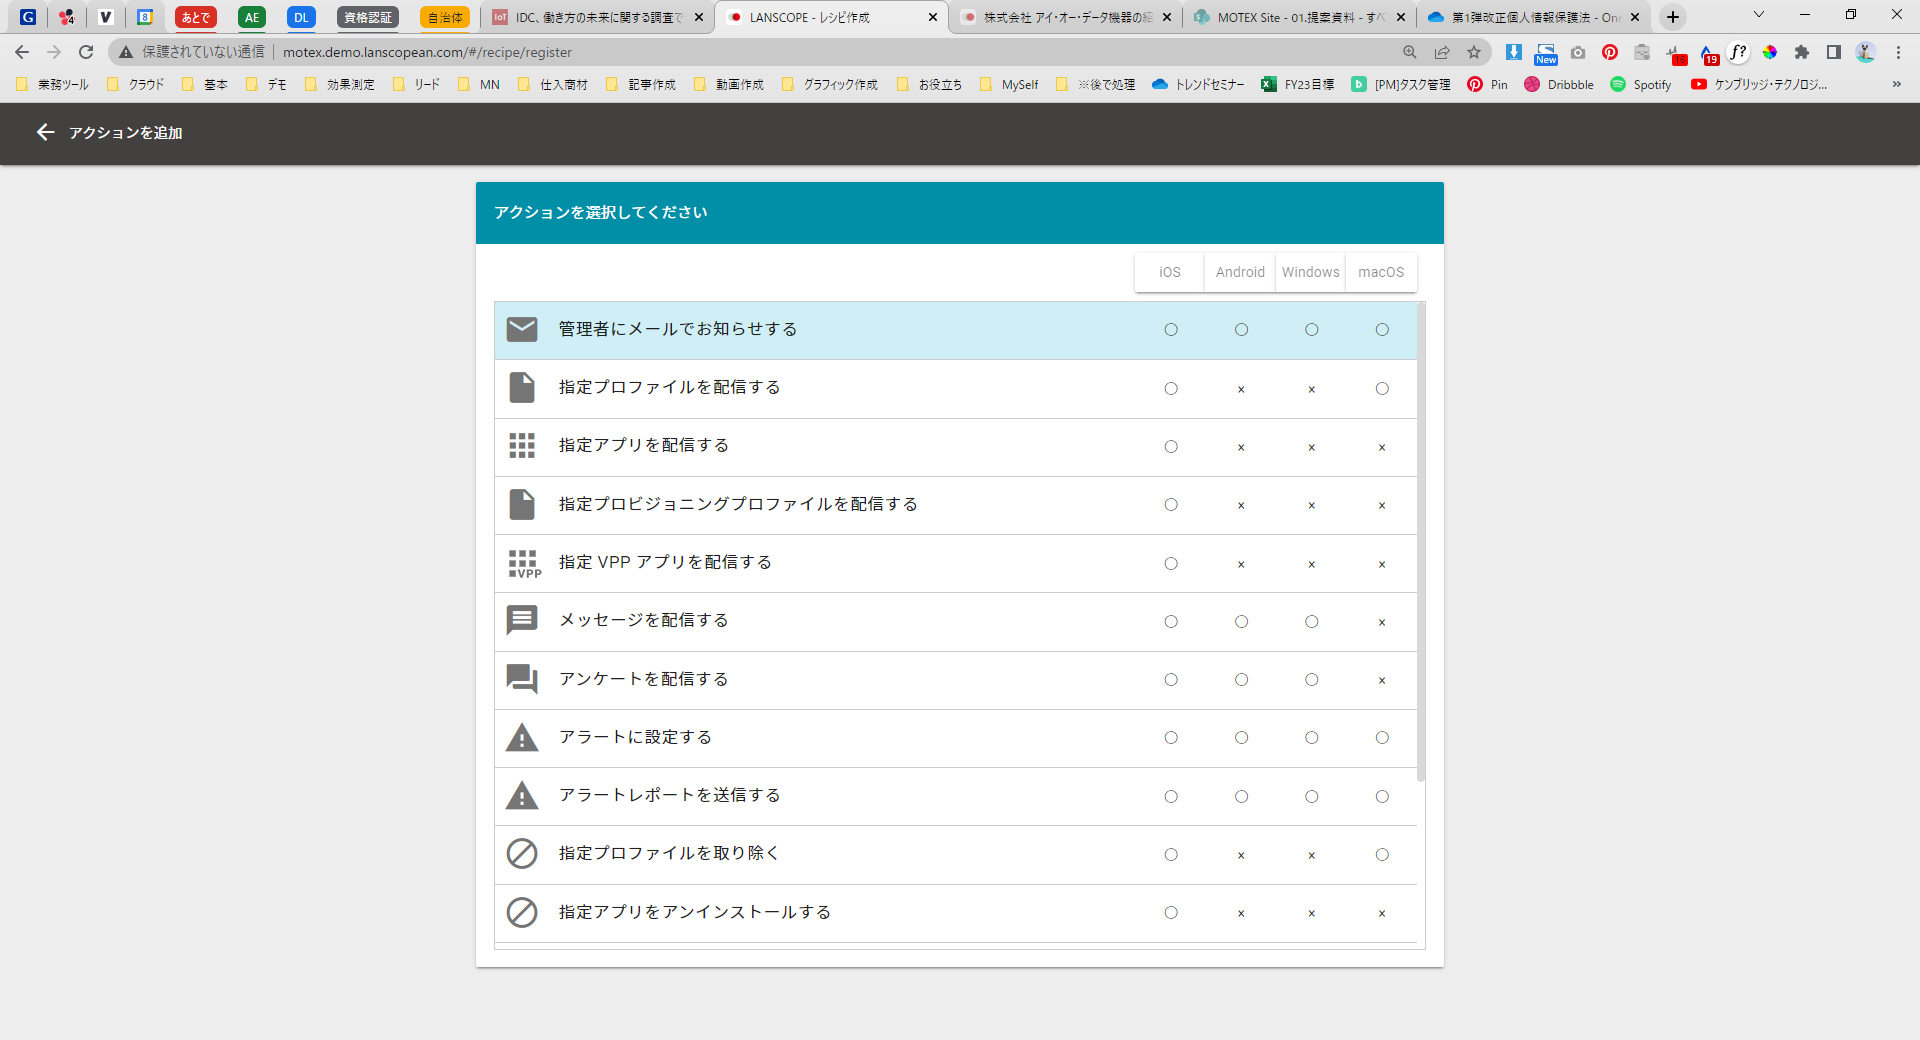 G
4
V
8
あとで
AE
DL
資格認証
自治体
IoT
IDC、働き方の未来に関する調査で
LANSCOPE - レシピ作成
株式会社 アイ・オー・データ機器の紹
MOTEX Site - 01.提案資料 - すべ
第1弾改正個人情報保護法 - One
保護されていない通信
motex.demo.lanscopean.com/#/recipe/register
New
19
f?
業務ツール
クラウド
基本
デモ
効果測定
リード
MN
仕入商材
記事作成
動画作成
グラフィック作成
お役立ち
MySelf
※後で処理
トレンドセミナー
FY23目標
[PM]タスク管理
Pin
Dribbble
Spotify
ケンブリッジ・テクノロジ...
»
アクションを追加
アクションを選択してください
iOS Android Windows macOS
管理者にメールでお知らせする ○ ○ ○ ○
指定プロファイルを配信する ○ × × ○
指定アプリを配信する ○ × × ×
指定プロビジョニングプロファイルを配信する ○ × × ×
VPP
指定 VPP アプリを配信する ○ × × ×
メッセージを配信する ○ ○ ○ ×
アンケートを配信する ○ ○ ○ ×
アラートに設定する ○ ○ ○ ○
アラートレポートを送信する ○ ○ ○ ○
指定プロファイルを取り除く ○ × × ○
指定アプリをアンインストールする ○ × × ×